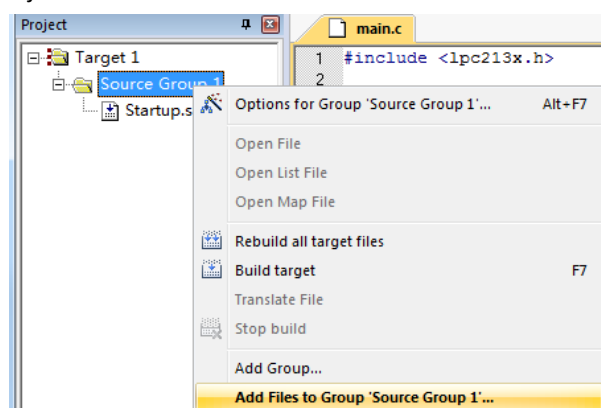 Project
main.c
Target 1
1 #include <lpc213x.h>
2
Source Group 1
Startup.s
Options for Group 'Source Group 1'... Alt+F7
Open File
Open List File
Open Map File
Rebuild all target files
Build target F7
Translate File
Stop build
Add Group...
Add Files to Group 'Source Group 1'...